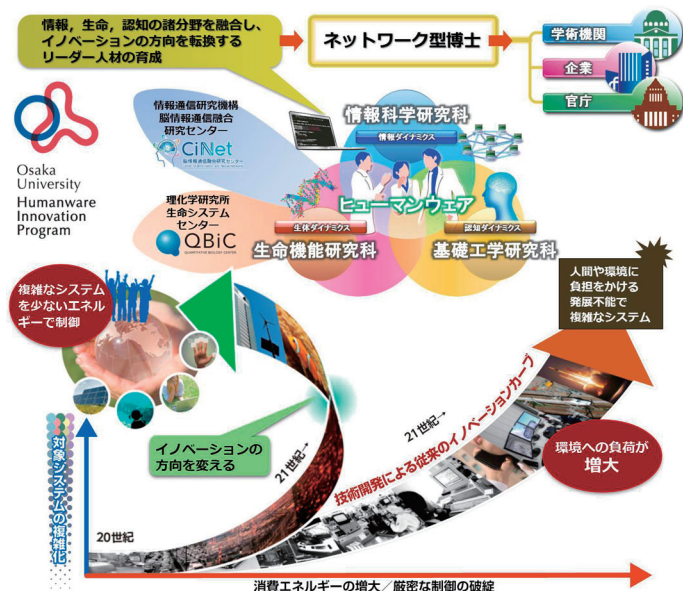 情報，生命，認知の諸分野を融合し、
イノベーションの方向を転換する
リーダー人材の育成
ネットワーク型博士
学術機関
企業
官庁
Osaka
University
Humanware
Innovation
Program
情報通信研究機構
脳情報通信融合
研究センター
CiNet
脳情報通信融合研究センター
理化学研究所
生命システム
センター
QBiC
QUANTITATIVE BIOLOGY CENTER
情報科学研究科
情報ダイナミクス
ヒューマンウェア
生体ダイナミクス
生命機能研究科
認知ダイナミクス
基礎工学研究科
複雑なシステム
を少ないエネル
ギーで制御
人間や環境に
負担をかける
発展不能で
複雑なシステム
イノベーションの
方向を変える
21世紀→
21世紀→
技術開発による従来のイノベーションカーブ
環境への負荷が
増大
20世紀
対象システムの複雑化
消費エネルギーの増大／厳密な制御の破綻